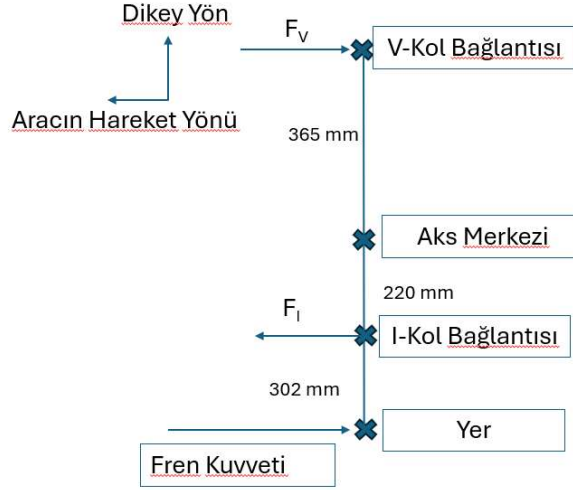 Dikey Yön
F_V
V-Kol Bağlantısı
Aracın Hareket Yönü
365 mm
Aks Merkezi
220 mm
F_I
I-Kol Bağlantısı
302 mm
Yer
Fren Kuvveti